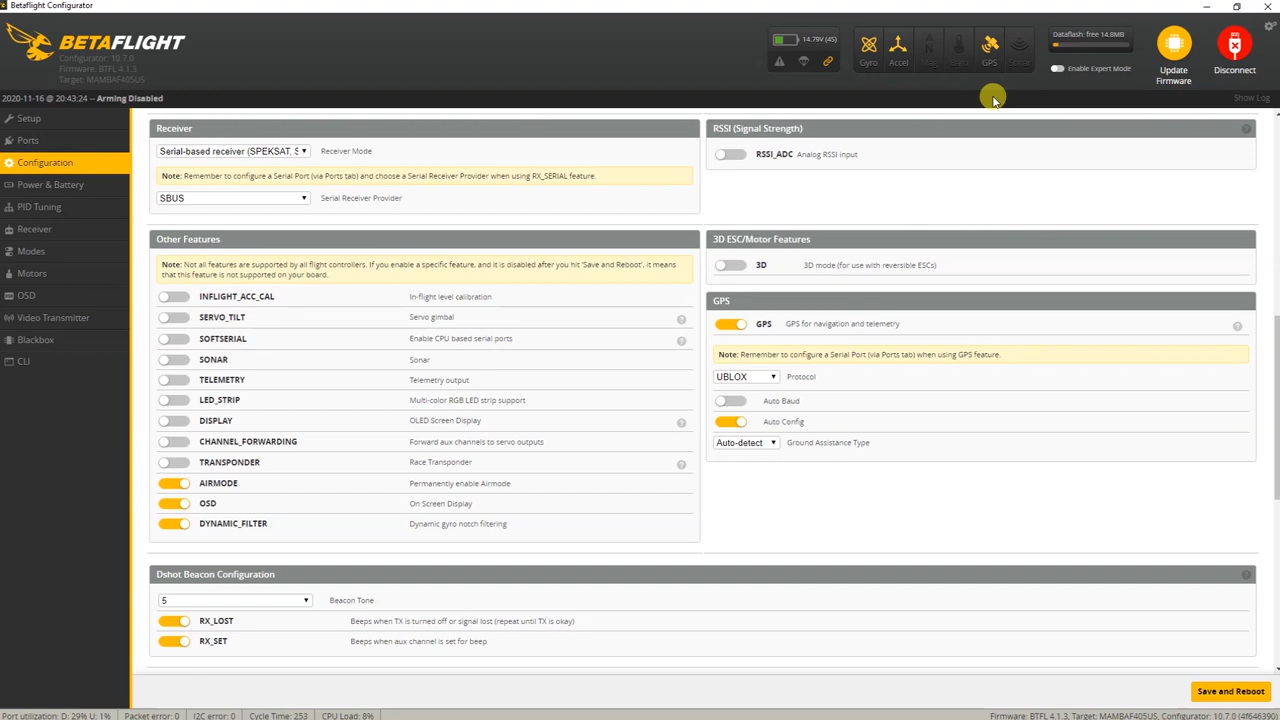 Betaflight Configurator
BETAFLIGHT
Configurator: 10.7.0
Firmware: BTFL 4.1.3
Target: MAMBAF405US
14.79V (4S)
Gyro
Accel
Mag
Baro
GPS
Sonar
Dataflash: free 14.8MB
Enable Expert Mode
Update
Firmware
Disconnect
2020-11-16 @ 20:43:24 -- Arming Disabled
Show Log
Setup
Ports
Configuration
Power & Battery
PID Tuning
Receiver
Modes
Motors
OSD
Video Transmitter
Blackbox
CLI
Receiver
Serial-based receiver (SPEKSAT, S
Receiver Mode
Note: Remember to configure a Serial Port (via Ports tab) and choose a Serial Receiver Provider when using RX_SERIAL feature.
SBUS
Serial Receiver Provider
RSSI (Signal Strength)
RSSI_ADC Analog RSSI input
Other Features
Note: Not all features are supported by all flight controllers. If you enable a specific feature, and it is disabled after you hit 'Save and Reboot', it means
that this feature is not supported on your board.
INFLIGHT_ACC_CAL In-flight level calibration
SERVO_TILT Servo gimbal
SOFTSERIAL Enable CPU based serial ports
SONAR Sonar
TELEMETRY Telemetry output
LED_STRIP Multi-color RGB LED strip support
DISPLAY OLED Screen Display
CHANNEL_FORWARDING Forward aux channels to servo outputs
TRANSPONDER Race Transponder
AIRMODE Permanently enable Airmode
OSD On Screen Display
DYNAMIC_FILTER Dynamic gyro notch filtering
3D ESC/Motor Features
3D 3D mode (for use with reversible ESCs)
GPS
GPS GPS for navigation and telemetry
Note: Remember to configure a Serial Port (via Ports tab) when using GPS feature.
UBLOX Protocol
Auto Baud
Auto Config
Auto-detect Ground Assistance Type
Dshot Beacon Configuration
5 Beacon Tone
RX_LOST Beeps when TX is turned off or signal lost (repeat until TX is okay)
RX_SET Beeps when aux channel is set for beep
Save and Reboot
Port utilization: D: 29% U: 1% Packet error: 0 I2C error: 0 Cycle Time: 253 CPU Load: 8%
Firmware: BTFL 4.1.3, Target: MAMBAF405US, Configurator: 10.7.0 (4f646390)